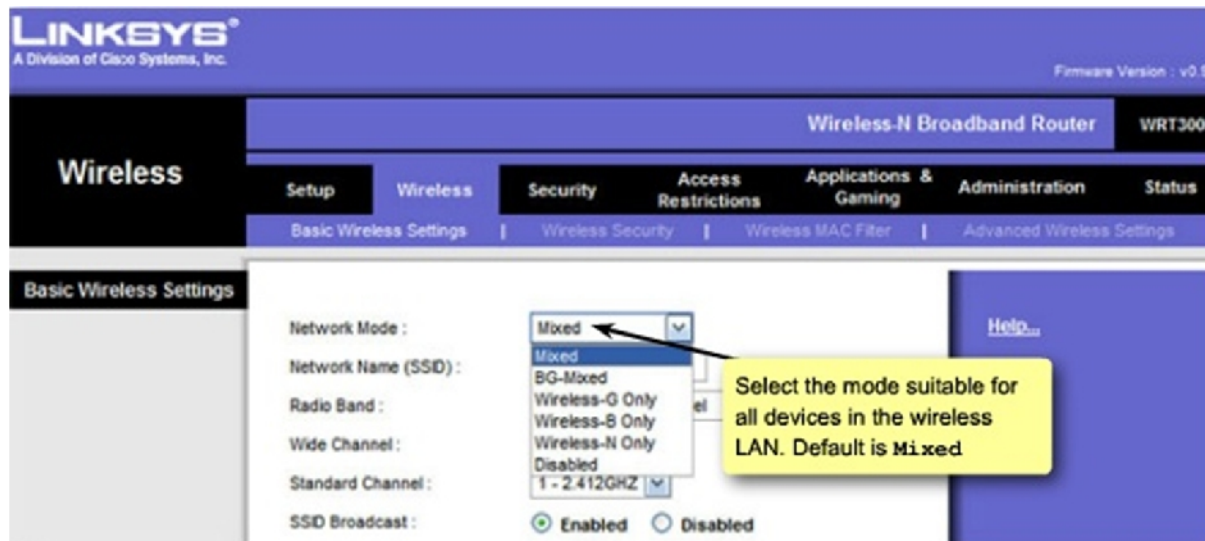 LINKSYS®
A Division of Cisco Systems, Inc.
Firmware Version : v0.9
Wireless-N Broadband Router WRT300
Wireless
Setup Wireless Security Access Restrictions Applications & Gaming Administration Status
Basic Wireless Settings | Wireless Security | Wireless MAC Filter | Advanced Wireless Settings
Basic Wireless Settings
Help...
Network Mode : Mixed
Mixed
BG-Mixed
Wireless-G Only
Wireless-B Only
Wireless-N Only
Disabled
Network Name (SSID) :
Radio Band : el
Wide Channel :
Standard Channel : 1 - 2.412GHZ
SSID Broadcast : Enabled Disabled
Select the mode suitable for
all devices in the wireless
LAN. Default is Mixed